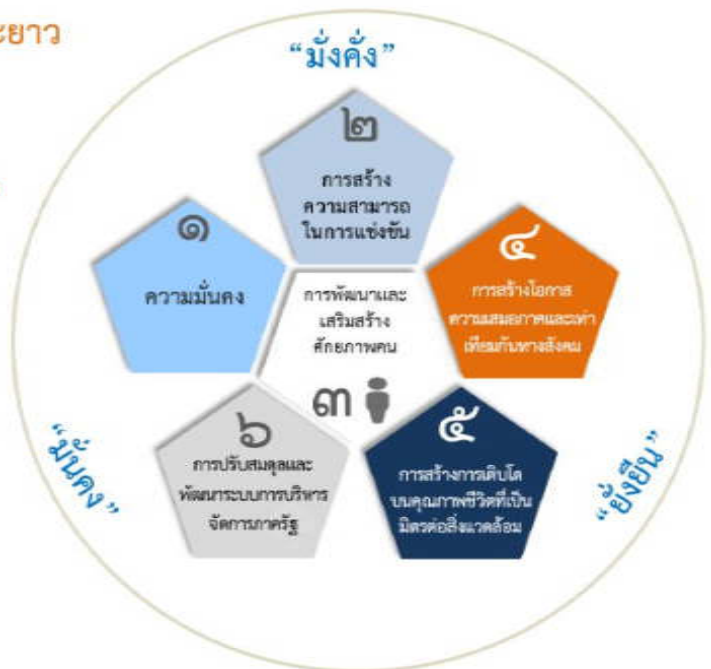 ะยาว
“มั่งคั่ง”
๒
การสร้าง
ความสามารถ
ในการแข่งขัน
๑
ความมั่นคง
๔
การสร้างโอกาส
ความเสมอภาคและเท่า
เทียมกันทางสังคม
การพัฒนาและ
เสริมสร้าง
ศักยภาพคน
๓
๖
การปรับสมดุลและ
พัฒนาระบบการบริหาร
จัดการภาครัฐ
๕
การสร้างการเติบโต
บนคุณภาพชีวิตที่เป็น
มิตรต่อสิ่งแวดล้อม
“มั่นคง”
“ยั่งยืน”